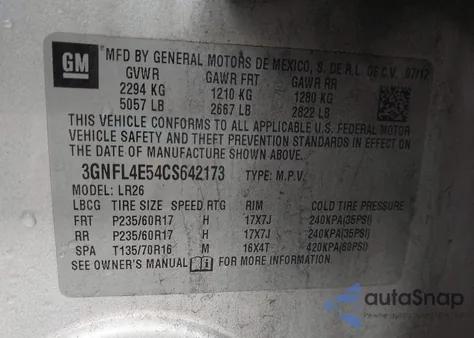 GM
MFD BY GENERAL MOTORS DE MEXICO, S. DE R.L. DE C.V. 07/12
GVWR GAWR FRT GAWR RR
2294 KG 1210 KG 1280 KG
5057 LB 2667 LB 2822 LB
THIS VEHICLE CONFORMS TO ALL APPLICABLE U.S. FEDERAL MOTOR
VEHICLE SAFETY AND THEFT PREVENTION STANDARDS IN EFFECT ON
THE DATE OF MANUFACTURE SHOWN ABOVE.
3GNFL4E54CS642173 TYPE: M.P.V.
MODEL: LR26
LBCG TIRE SIZE SPEED RTG RIM COLD TIRE PRESSURE
FRT P235/60R17 H 17X7J 240KPA(35PSI)
RR P235/60R17 H 17X7J 240KPA(35PSI)
SPA T135/70R16 M 16X4T 420KPA(60PSI)
SEE OWNERS MANUAL FOR MORE INFORMATION
autoSnap